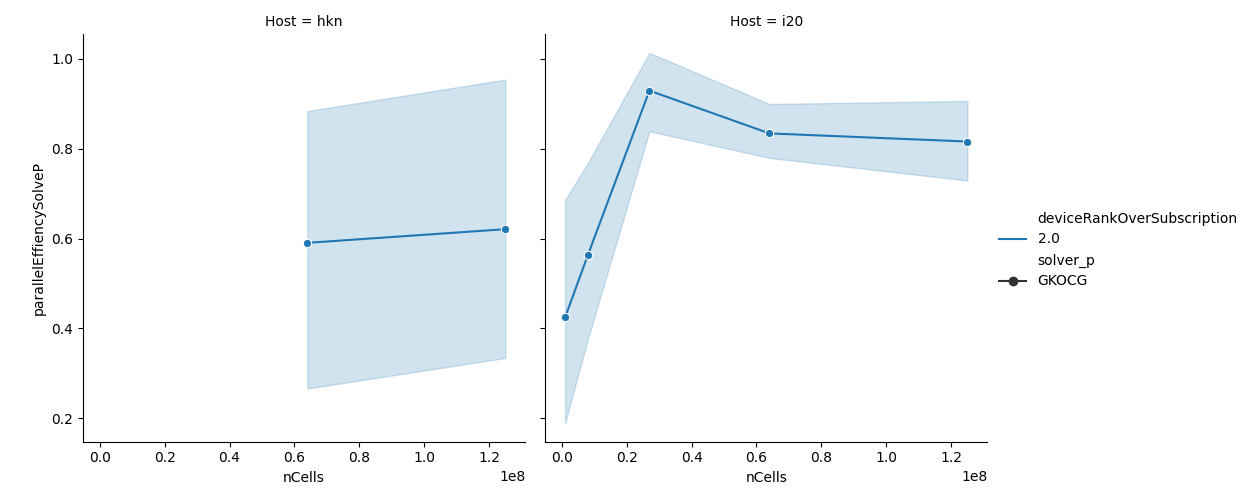 Host = hkn
Host = i20
parallelEffiencySolveP
1.0
0.8
0.6
0.4
0.2
0.0 0.2 0.4 0.6 0.8 1.0 1.2
1e8
nCells
0.0 0.2 0.4 0.6 0.8 1.0 1.2
1e8
nCells
deviceRankOverSubscription
2.0
solver_p
GKOCG